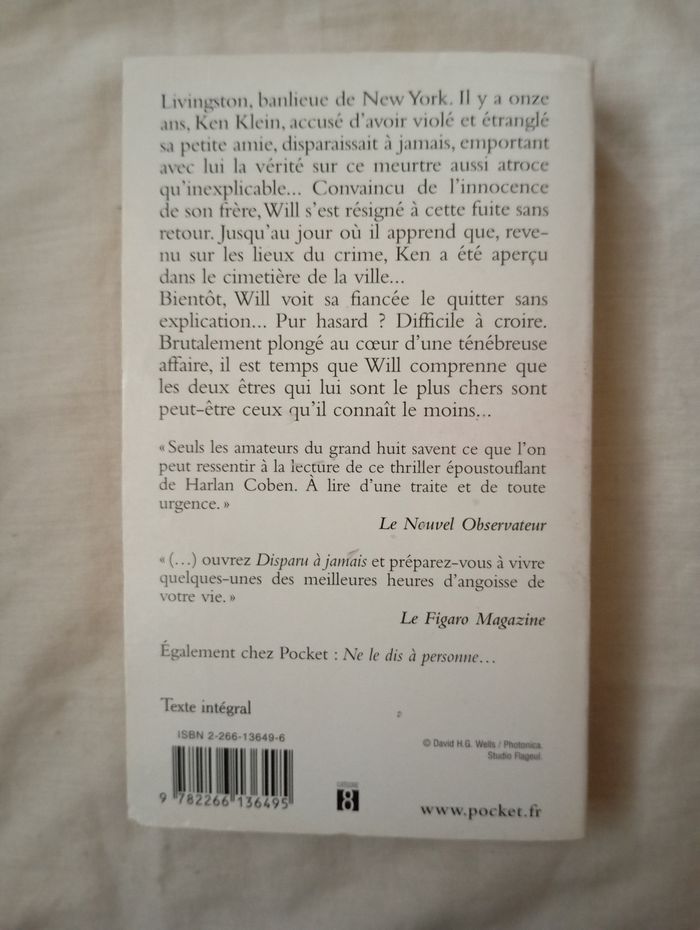 Livingston, banlieue de New York. Il y a onze
ans, Ken Klein, accusé d'avoir violé et étranglé
sa petite amie, disparaissait à jamais, emportant
avec lui la vérité sur ce meurtre aussi atroce
qu'inexplicable... Convaincu de l'innocence
de son frère, Will s'est résigné à cette fuite sans
retour. Jusqu'au jour où il apprend que, reve-
nu sur les lieux du crime, Ken a été aperçu
dans le cimetière de la ville...
Bientôt, Will voit sa fiancée le quitter sans
explication... Pur hasard ? Difficile à croire.
Brutalement plongé au cœur d'une ténébreuse
affaire, il est temps que Will comprenne que
les deux êtres qui lui sont le plus chers sont
peut-être ceux qu'il connaît le moins...
« Seuls les amateurs du grand huit savent ce que l'on
peut ressentir à la lecture de ce thriller époustouflant
de Harlan Coben. À lire d'une traite et de toute
urgence. »
Le Nouvel Observateur
« (...) ouvrez Disparu à jamais et préparez-vous à vivre
quelques-unes des meilleures heures d'angoisse de
votre vie. »
Le Figaro Magazine
Également chez Pocket : Ne le dis à personne...
Texte intégral
ISBN 2-266-13649-6
9 782266 136495
8
© David H.G. Wells / Photonica.
Studio Flageul.
www.pocket.fr